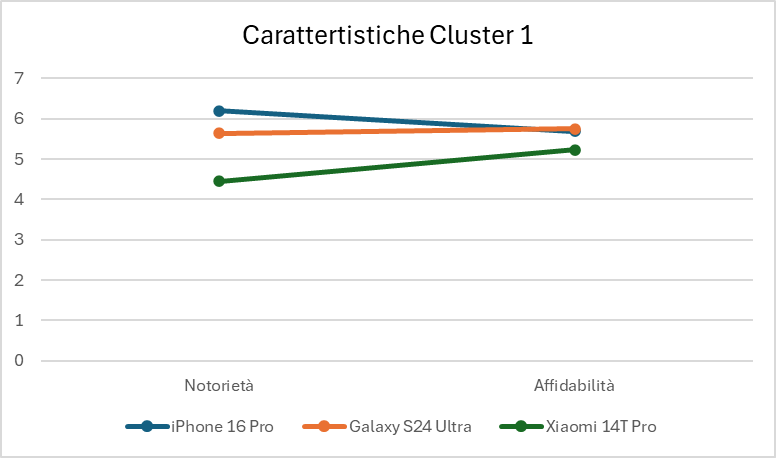 Carattertistiche Cluster 1
7
6
5
4
3
2
1
0
Notorietà Affidabilità
iPhone 16 Pro Galaxy S24 Ultra Xiaomi 14T Pro